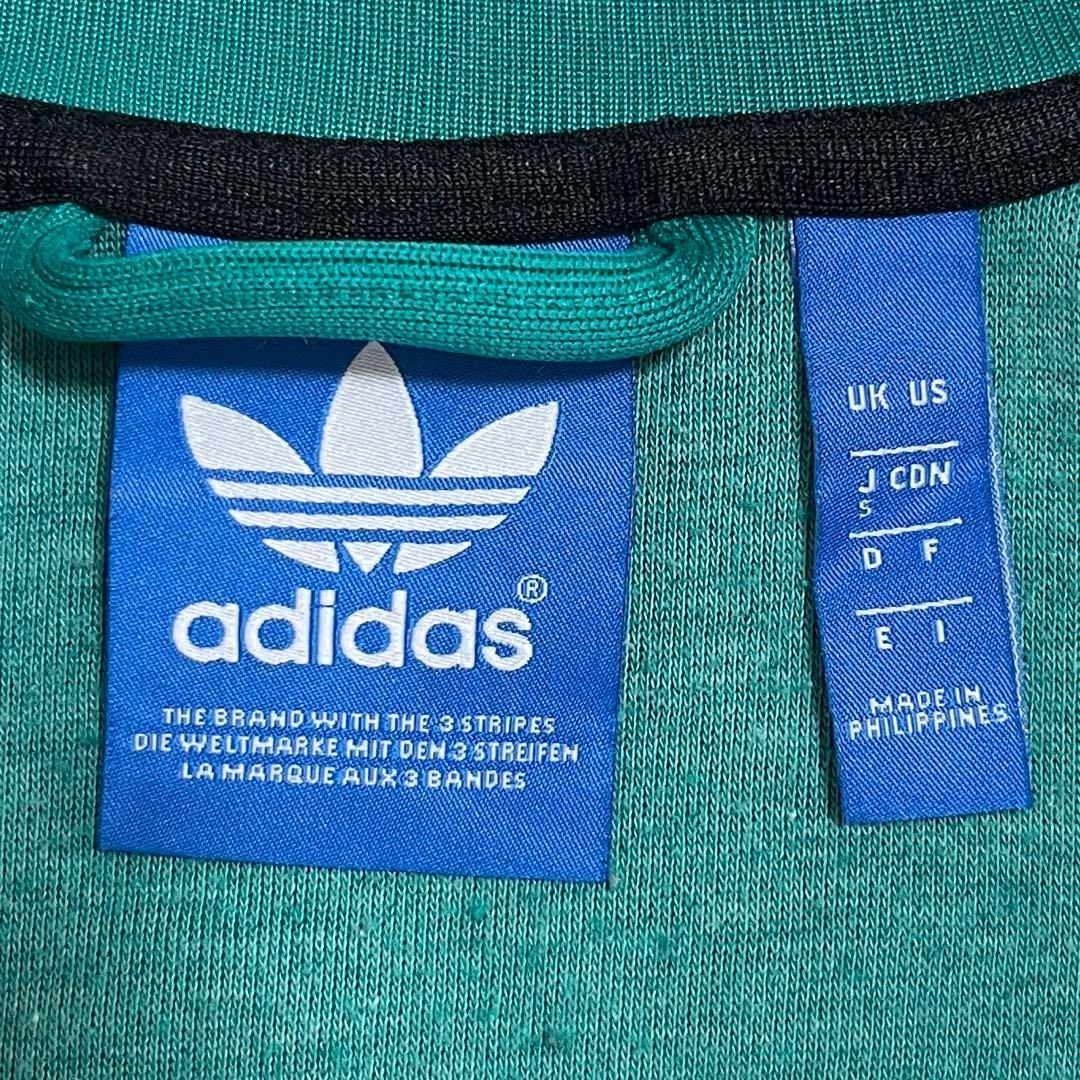 adidas®
THE BRAND WITH THE 3 STRIPES
DIE WELTMARKE MIT DEN 3 STREIFEN
LA MARQUE AUX 3 BANDES
UK US
J CDN
S
D F
E I
MADE IN
PHILIPPINES